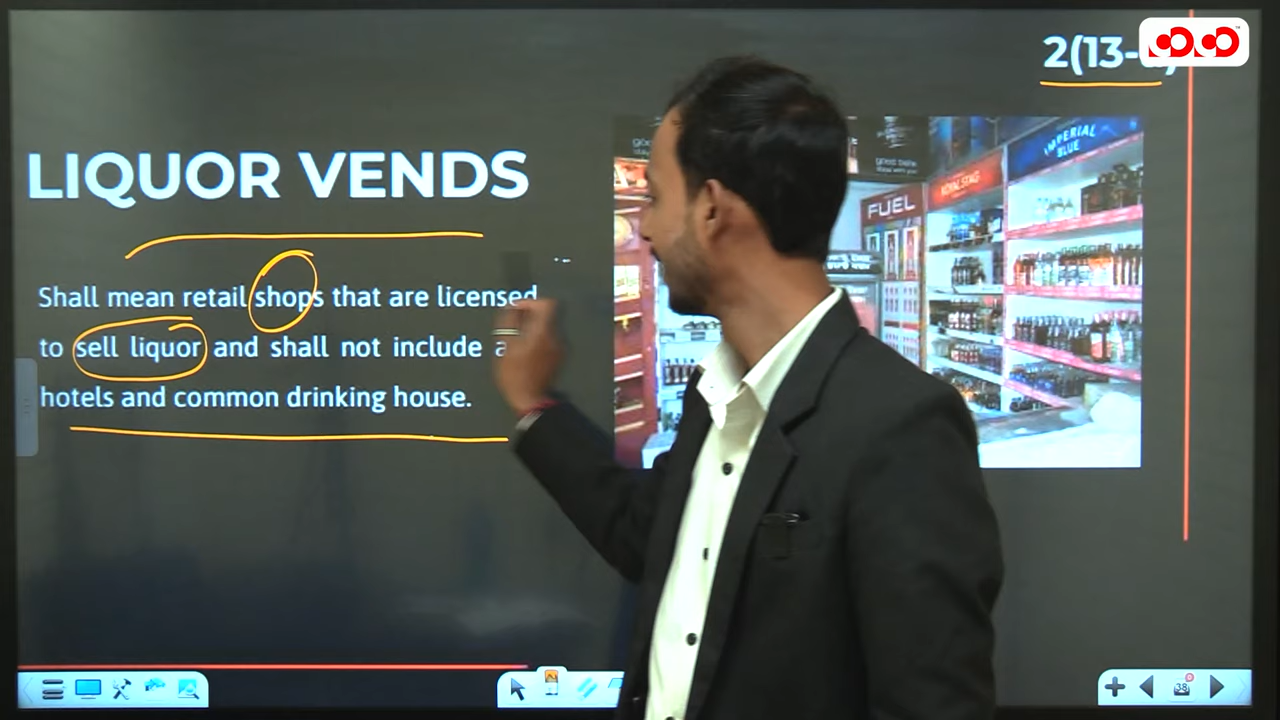 2(13-
LIQUOR VENDS
Shall mean retail shops that are licensed
to sell liquor and shall not include
hotels and common drinking house.
IMPERIAL
BLUE
ROYAL STAG
FUEL
38